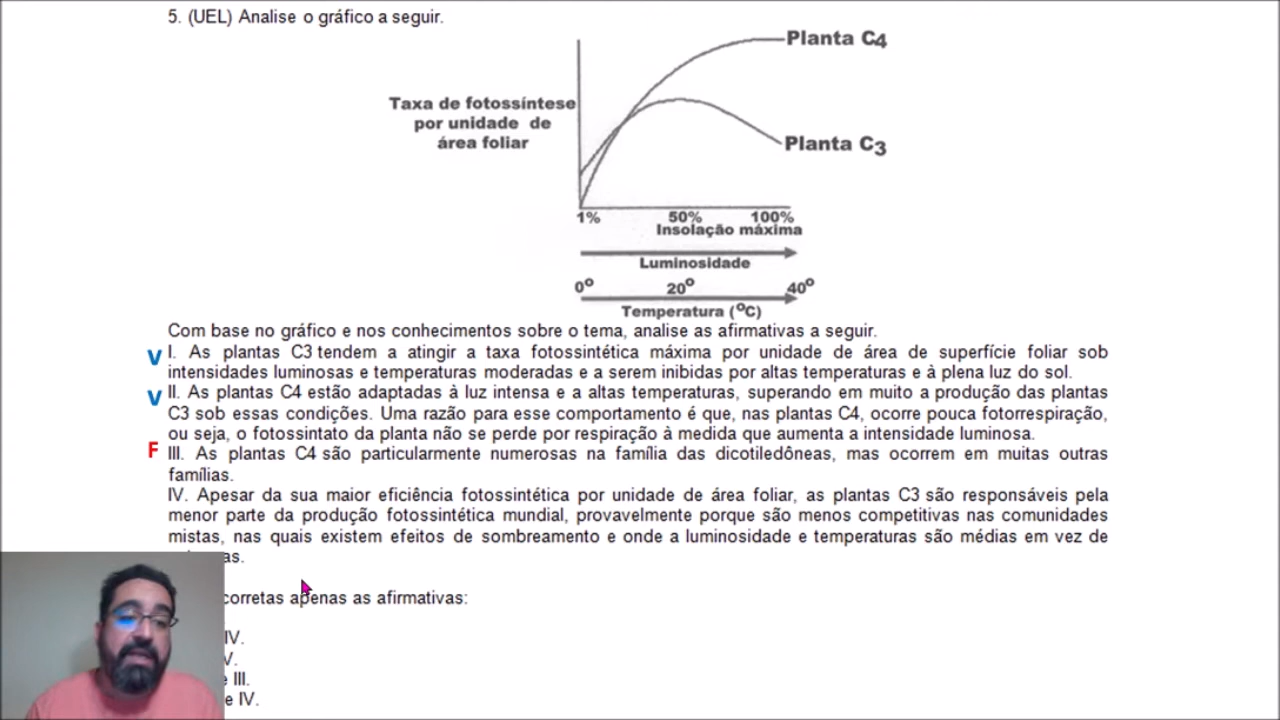 5. (UEL) Analise o gráfico a seguir.
Planta C4
Taxa de fotossíntese
por unidade de
área foliar
Planta C3
1% 50% 100%
Insolação máxima
Luminosidade
0º 20º 40º
Temperatura (ºC)
Com base no gráfico e nos conhecimentos sobre o tema, analise as afirmativas a seguir.
V I. As plantas C3 tendem a atingir a taxa fotossintética máxima por unidade de área de superfície foliar sob
intensidades luminosas e temperaturas moderadas e a serem inibidas por altas temperaturas e à plena luz do sol.
V II. As plantas C4 estão adaptadas à luz intensa e a altas temperaturas, superando em muito a produção das plantas
C3 sob essas condições. Uma razão para esse comportamento é que, nas plantas C4, ocorre pouca fotorrespiração,
ou seja, o fotossintato da planta não se perde por respiração à medida que aumenta a intensidade luminosa.
F III. As plantas C4 são particularmente numerosas na família das dicotiledôneas, mas ocorrem em muitas outras
famílias.
IV. Apesar da sua maior eficiência fotossintética por unidade de área foliar, as plantas C3 são responsáveis pela
menor parte da produção fotossintética mundial, provavelmente porque são menos competitivas nas comunidades
mistas, nas quais existem efeitos de sombreamento e onde a luminosidade e temperaturas são médias em vez de
as.
corretas apenas as afirmativas:
IV.
V.
e III.
e IV.